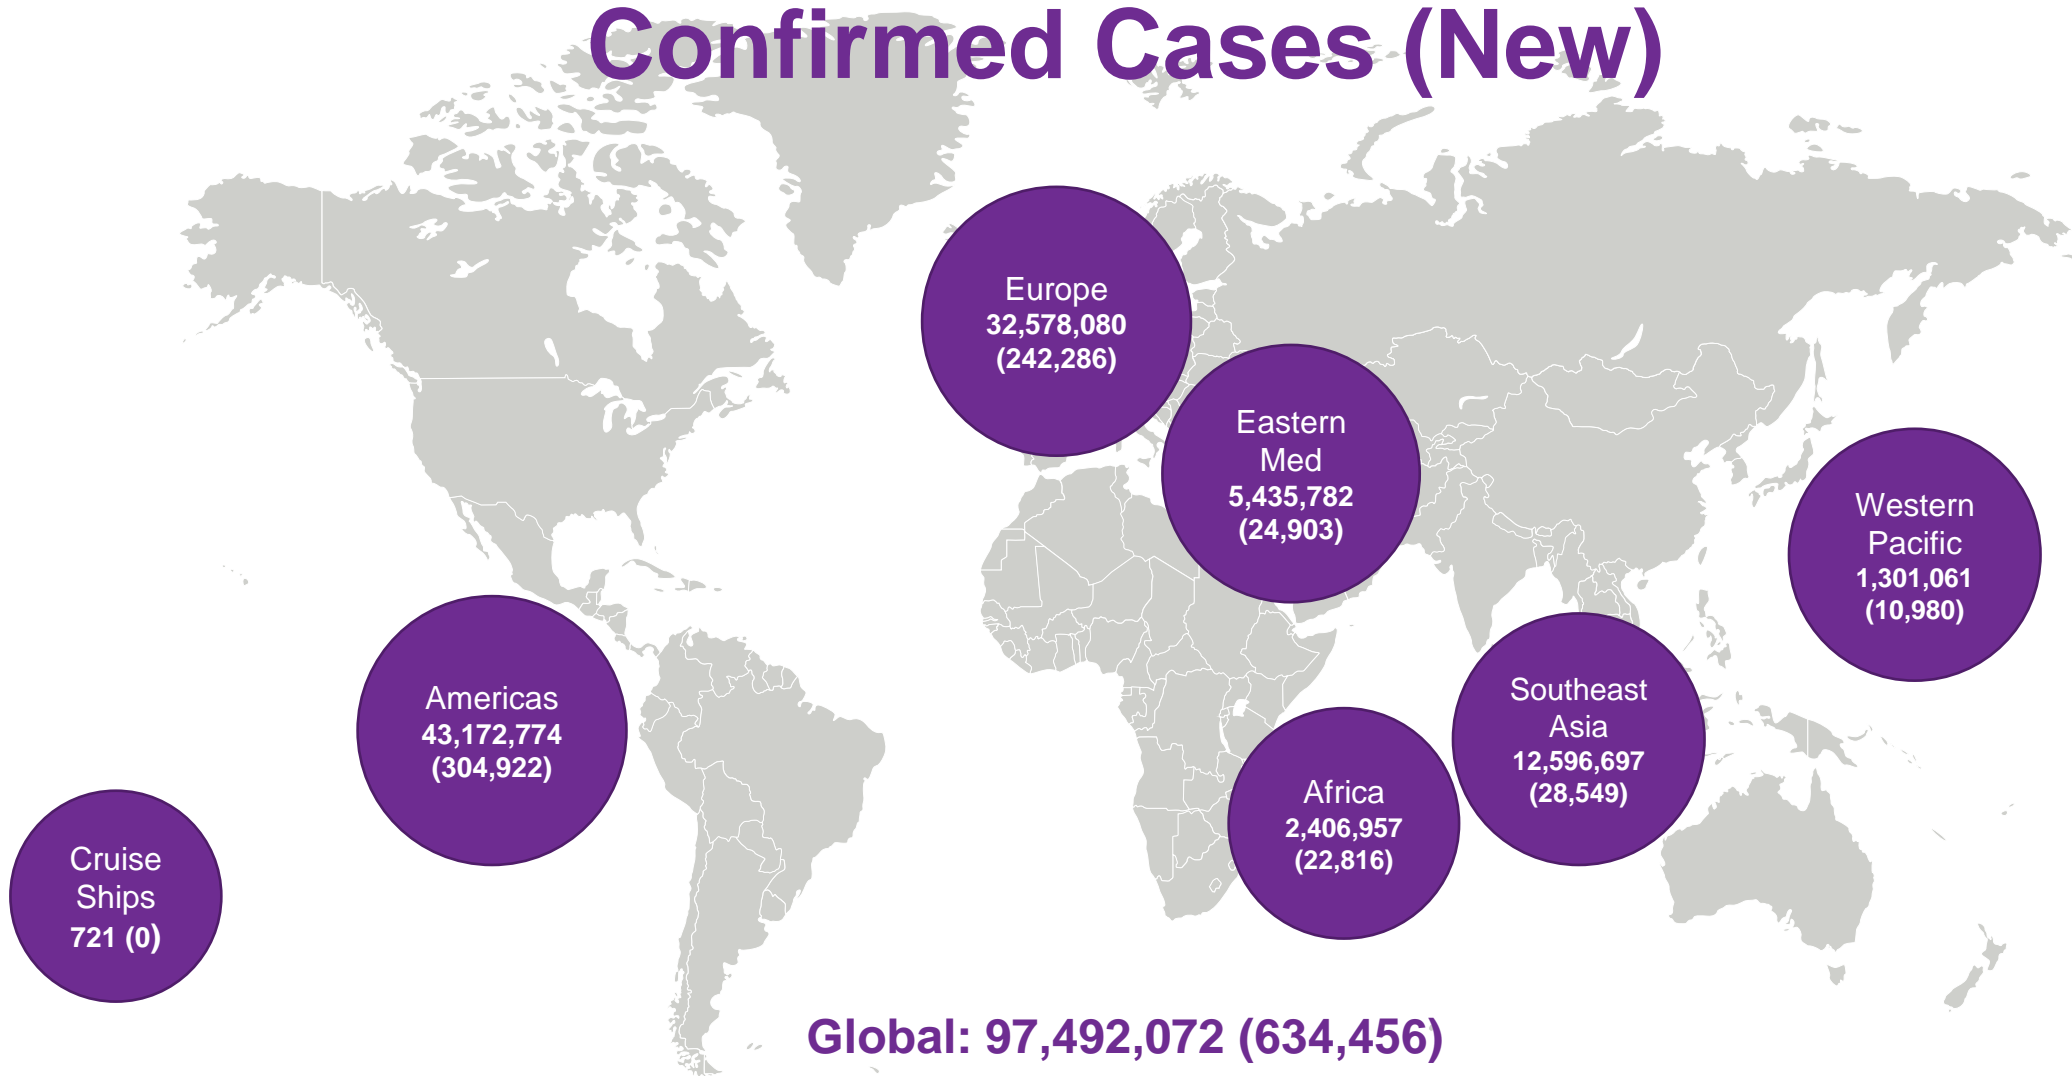 Confirmed Cases (New)
Europe
32,578,080
(242,286)
Eastern
Med
5,435,782
(24,903)
Western
Pacific
1,301,061
(10,980)
Americas
43,172,774
(304,922)
Southeast
Asia
12,596,697
(28,549)
Africa
2,406,957
(22,816)
Cruise
Ships
721 (0)
Global: 97,492,072 (634,456)